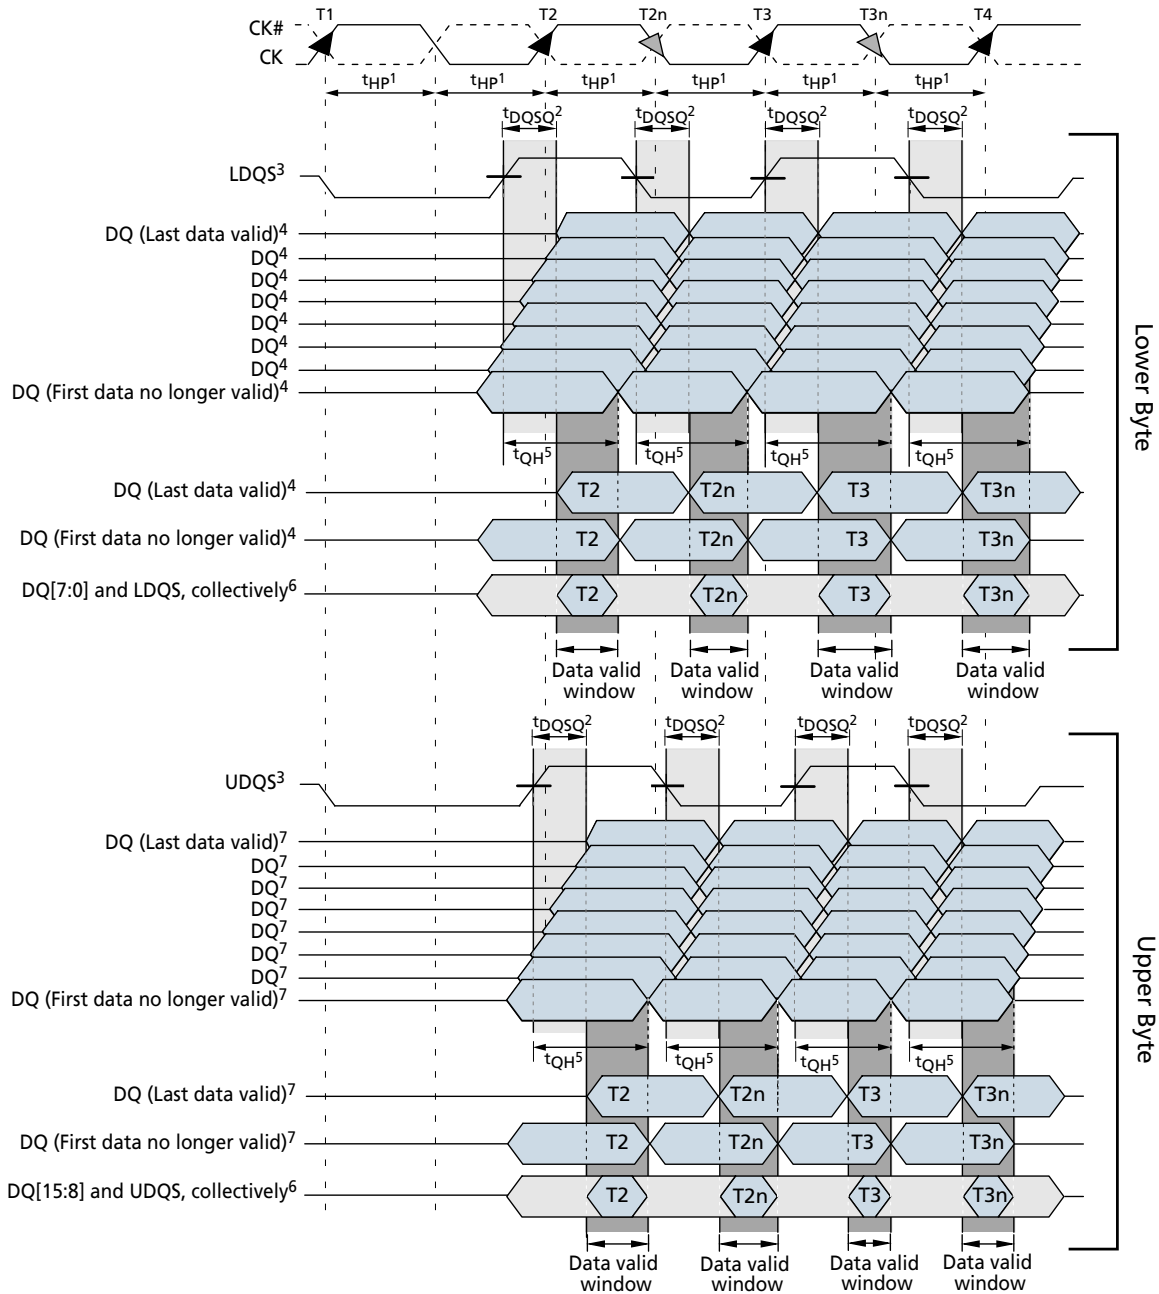 T1 T2 T2n T3 T3n T4
CK#
CK
tHP1 tHP1 tHP1 tHP1 tHP1 tHP1
tDQSQ2 tDQSQ2 tDQSQ2 tDQSQ2
LDQS3
DQ (Last data valid)4
DQ4
DQ4
DQ4
DQ4
DQ4
DQ4
DQ (First data no longer valid)4
Lower Byte
tQH5 tQH5 tQH5 tQH5
DQ (Last data valid)4 T2 T2n T3 T3n
DQ (First data no longer valid)4 T2 T2n T3 T3n
DQ[7:0] and LDQS, collectively6 T2 T2n T3 T3n
Data valid window Data valid window Data valid window Data valid window
tDQSQ2 tDQSQ2 tDQSQ2 tDQSQ2
UDQS3
DQ (Last data valid)7
DQ7
DQ7
DQ7
DQ7
DQ7
DQ7
DQ (First data no longer valid)7
Upper Byte
tQH5 tQH5 tQH5 tQH5
DQ (Last data valid)7 T2 T2n T3 T3n
DQ (First data no longer valid)7 T2 T2n T3 T3n
DQ[15:8] and UDQS, collectively6 T2 T2n T3 T3n
Data valid window Data valid window Data valid window Data valid window